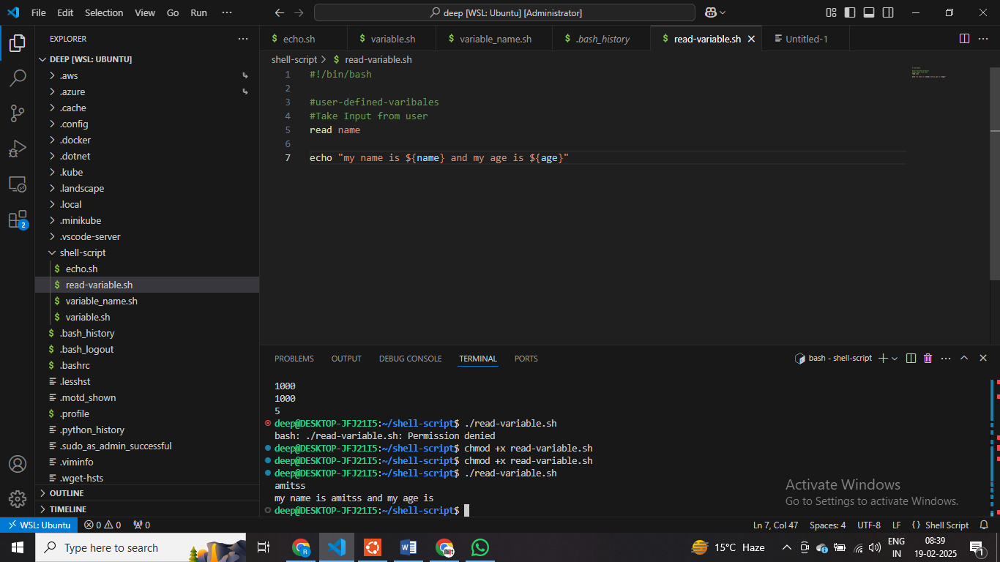 File Edit Selection View Go Run ···
deep [WSL: Ubuntu] [Administrator]
EXPLORER
DEEP [WSL: UBUNTU]
.aws
.azure
.cache
.config
.docker
.dotnet
.kube
.landscape
.local
.minikube
.vscode-server
shell-script
echo.sh
read-variable.sh
variable_name.sh
variable.sh
.bash_history
.bash_logout
.bashrc
.lesshst
.motd_shown
.profile
.python_history
.sudo_as_admin_successful
.viminfo
.wget-hsts
OUTLINE
TIMELINE
2
echo.sh variable.sh variable_name.sh .bash_history read-variable.sh Untitled-1
shell-script > $ read-variable.sh
1 #!/bin/bash
2
3 #user-defined-varibales
4 #Take Input from user
5 read name
6
7 echo "my name is ${name} and my age is ${age}"
PROBLEMS OUTPUT DEBUG CONSOLE TERMINAL PORTS
bash - shell-script
1000
1000
5
deep@DESKTOP-JFJ21I5:~/shell-script$ ./read-variable.sh
bash: ./read-variable.sh: Permission denied
deep@DESKTOP-JFJ21I5:~/shell-script$ chmod +x read-variable.sh
deep@DESKTOP-JFJ21I5:~/shell-script$ chmod +x read-variable.sh
deep@DESKTOP-JFJ21I5:~/shell-script$ ./read-variable.sh
amitss
my name is amitss and my age is
deep@DESKTOP-JFJ21I5:~/shell-script$
Activate Windows
Go to Settings to activate Windows.
WSL: Ubuntu 0 0 0
Ln 7, Col 47 Spaces: 4 UTF-8 LF {} Shell Script
Type here to search
15°C Haze
ENG
IN
08:39
19-02-2025
1